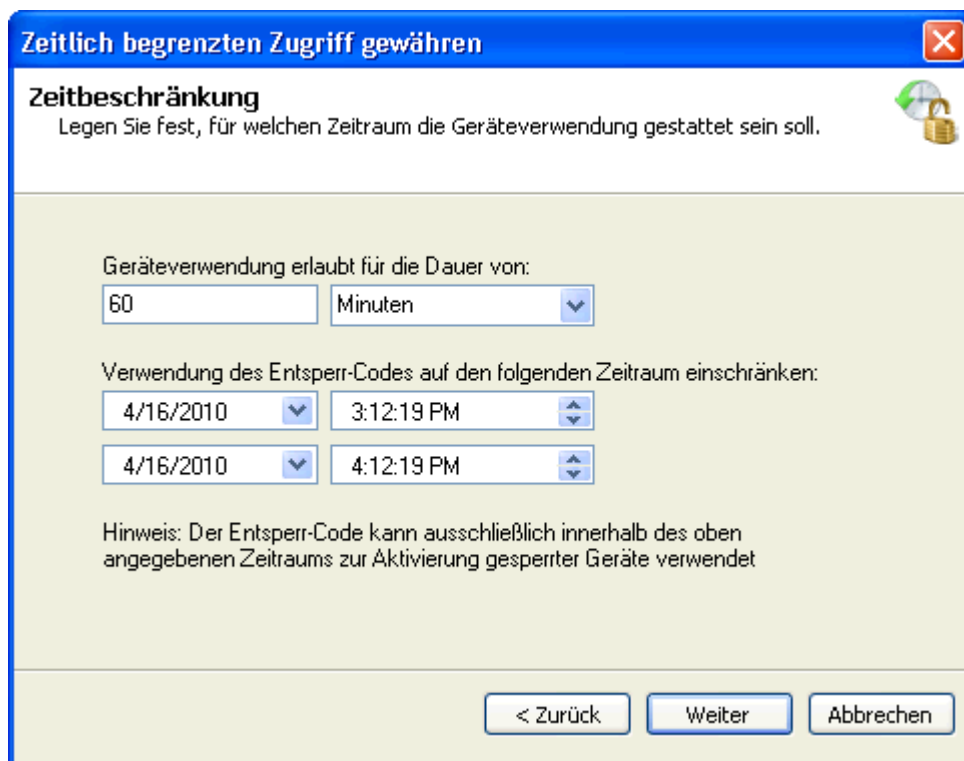 Zeitlich begrenzten Zugriff gewähren
Zeitbeschränkung
Legen Sie fest, für welchen Zeitraum die Geräteverwendung gestattet sein soll.
Geräteverwendung erlaubt für die Dauer von:
60 Minuten
Verwendung des Entsperr-Codes auf den folgenden Zeitraum einschränken:
4/16/2010 3:12:19 PM
4/16/2010 4:12:19 PM
Hinweis: Der Entsperr-Code kann ausschließlich innerhalb des oben
angegebenen Zeitraums zur Aktivierung gesperrter Geräte verwendet
< Zurück Weiter Abbrechen